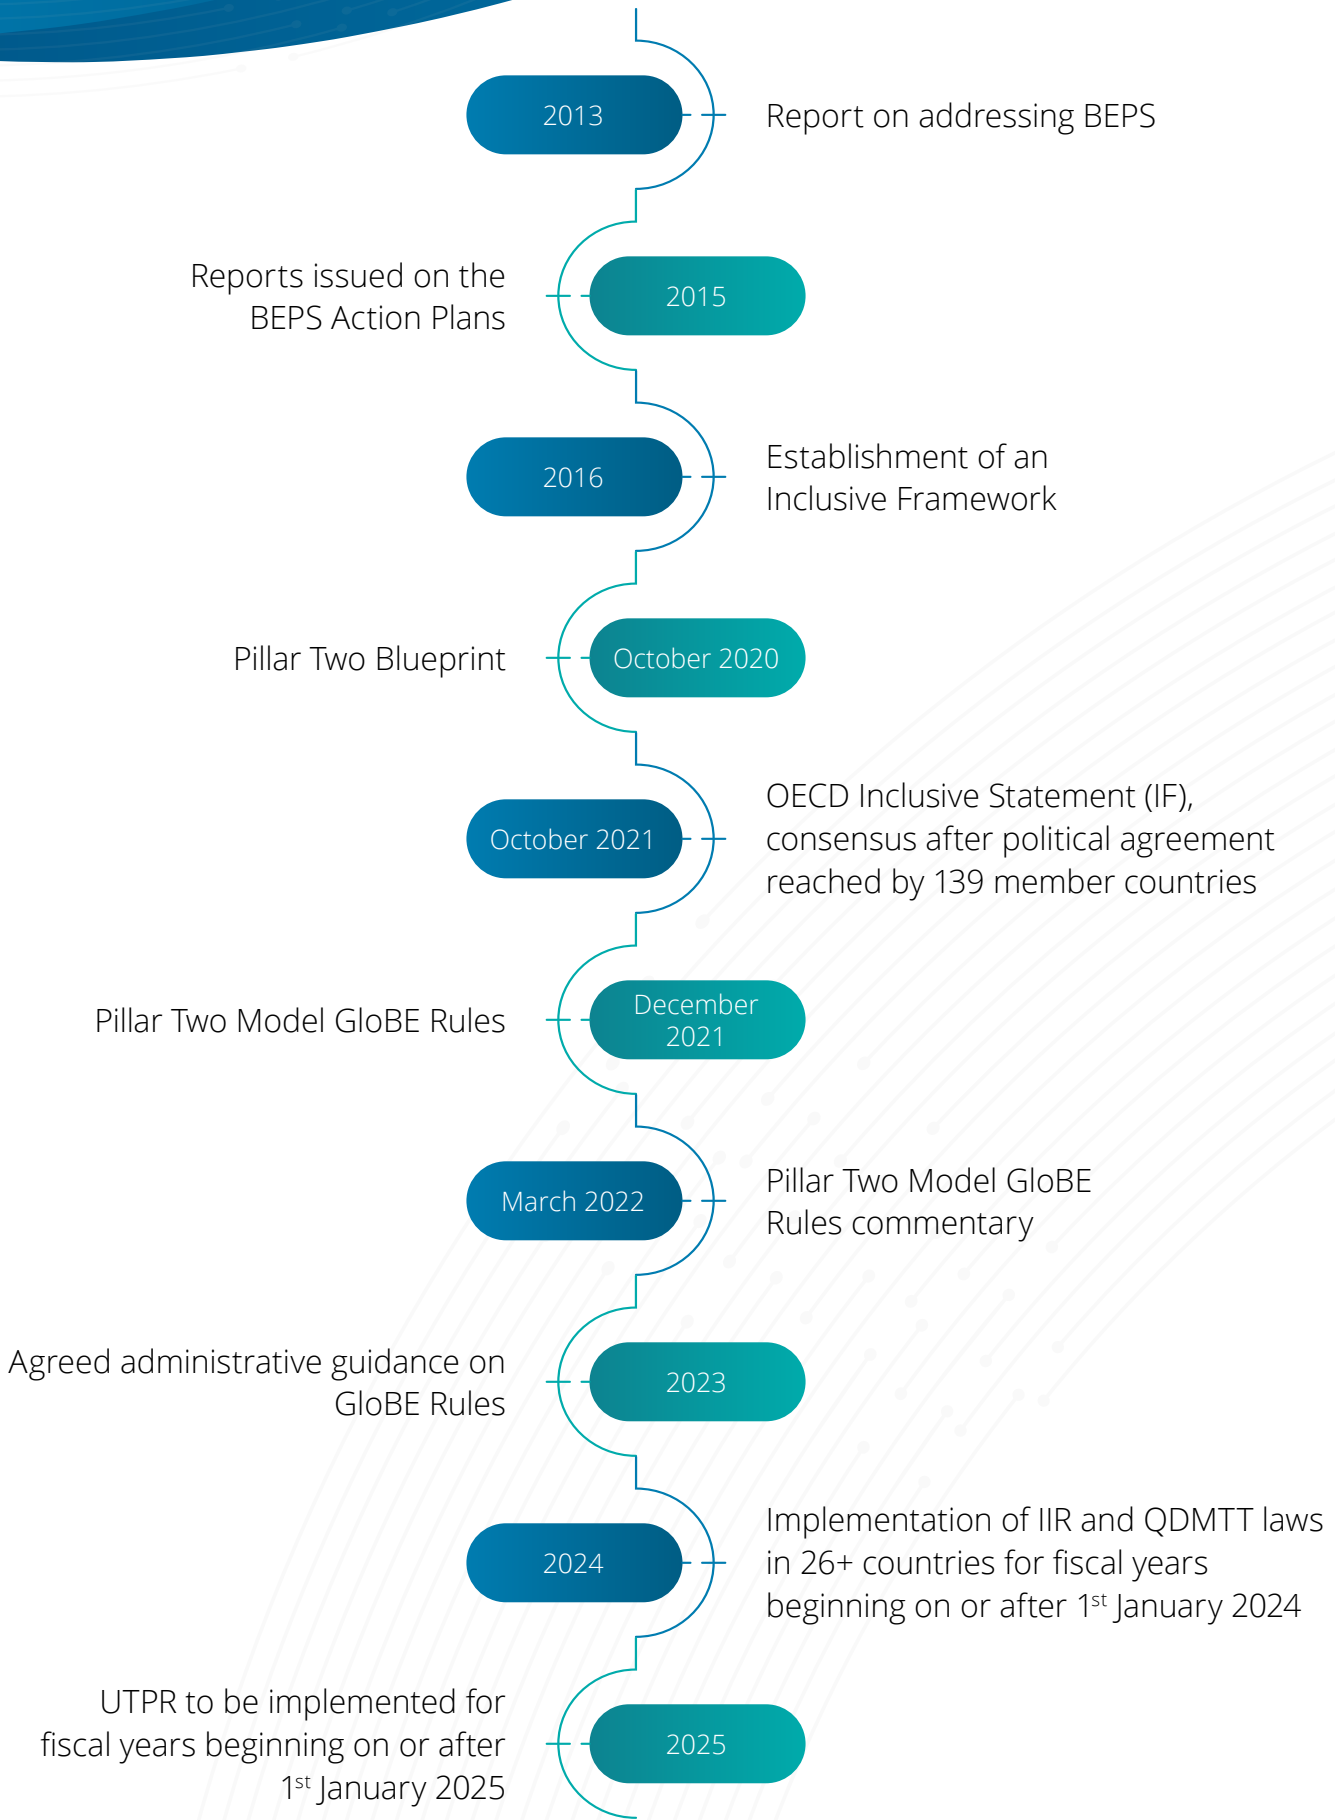 2013
Report on addressing BEPS
Reports issued on the
BEPS Action Plans
2015
2016
Establishment of an
Inclusive Framework
Pillar Two Blueprint
October 2020
October 2021
OECD Inclusive Statement (IF),
consensus after political agreement
reached by 139 member countries
Pillar Two Model GloBE Rules
December
2021
March 2022
Pillar Two Model GloBE
Rules commentary
Agreed administrative guidance on
GloBE Rules
2023
2024
Implementation of IIR and QDMTT laws
in 26+ countries for fiscal years
beginning on or after 1st January 2024
UTPR to be implemented for
fiscal years beginning on or after
1st January 2025
2025